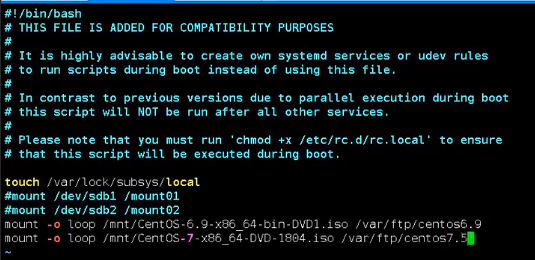 #!/bin/bash
# THIS FILE IS ADDED FOR COMPATIBILITY PURPOSES
#
# It is highly advisable to create own systemd services or udev rules
# to run scripts during boot instead of using this file.
#
# In contrast to previous versions due to parallel execution during boot
# this script will NOT be run after all other services.
#
# Please note that you must run 'chmod +x /etc/rc.d/rc.local' to ensure
# that this script will be executed during boot.

touch /var/lock/subsys/local
#mount /dev/sdb1 /mount01
#mount /dev/sdb2 /mount02
mount -o loop /mnt/CentOS-6.9-x86_64-bin-DVD1.iso /var/ftp/centos6.9
mount -o loop /mnt/CentOS-7-x86_64-DVD-1804.iso /var/ftp/centos7.5
~